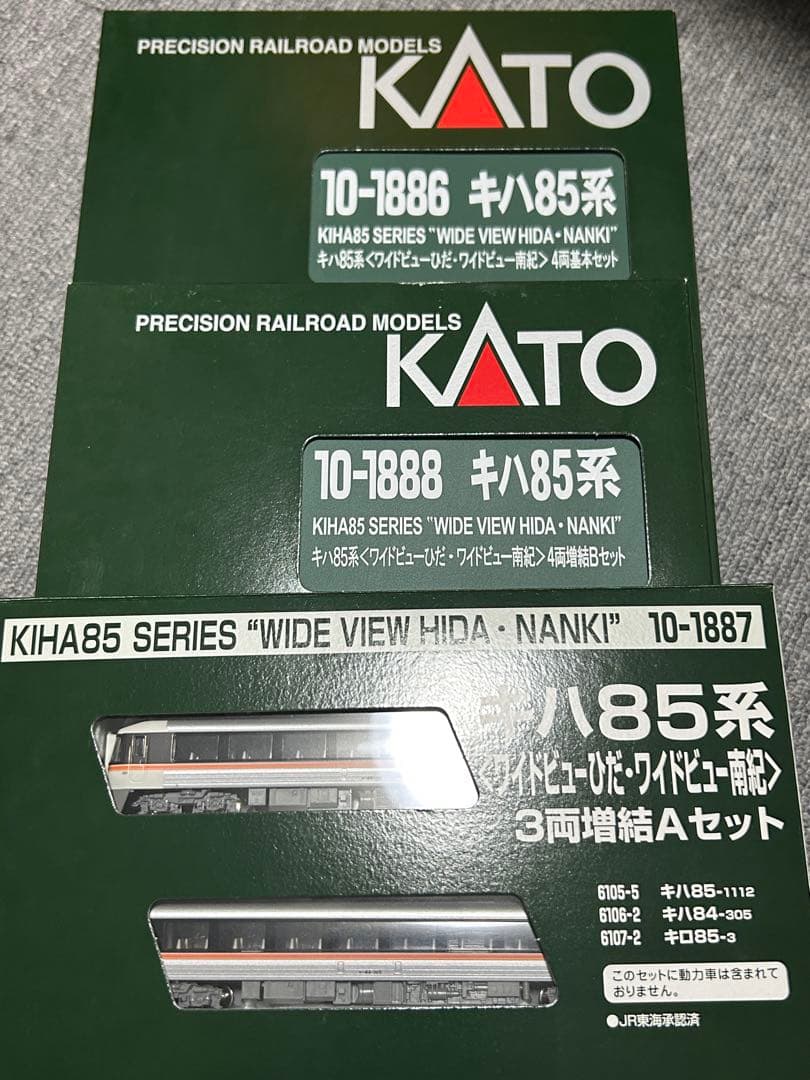 PRECISION RAILROAD MODELS
KATO
10-1886 キハ85系
KIHA85 SERIES "WIDE VIEW HIDA・NANKI"
キハ85系<ワイドビューひだ・ワイドビュー南紀> 4両基本セット
PRECISION RAILROAD MODELS
KATO
10-1888 キハ85系
KIHA85 SERIES "WIDE VIEW HIDA・NANKI"
キハ85系<ワイドビューひだ・ワイドビュー南紀>4両増結Bセット
KIHA85 SERIES "WIDE VIEW HIDA・NANKI" 10-1887
キハ85系
<ワイドビューひだ・ワイドビュー南紀>
3両増結Aセット
6105-5 キハ85-1112
6106-2 キハ84-305
6107-2 キロ85-3
このセットに動力車は含まれて
おりません。
●JR東海承認済